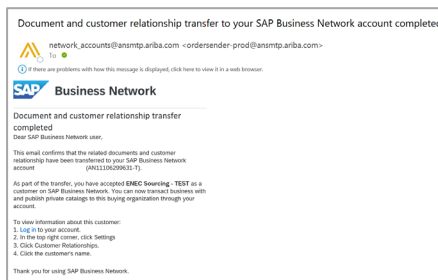 Document and customer relationship transfer to your SAP Business Network account completed
network_accounts@ansmtp.ariba.com <ordersender-prod@ansmtp.ariba.com>
To
If there are problems with how this message is displayed, click here to view it in a web browser.
SAP Business Network
Document and customer relationship transfer
completed
Dear SAP Business Network user,
This email confirms that the related documents and customer
relationship have been transferred to your SAP Business Network
account (AN11106299631-T).
As part of the transfer, you have accepted ENEC Sourcing - TEST as a
customer on SAP Business Network. You can now transact business with
and publish private catalogs to this buying organization through your
account.
To view information about this customer:
1. Log in to your account.
2. In the top right corner, click Settings
3. Click Customer Relationships.
4. Click the customer's name.
Thank you for using SAP Business Network.